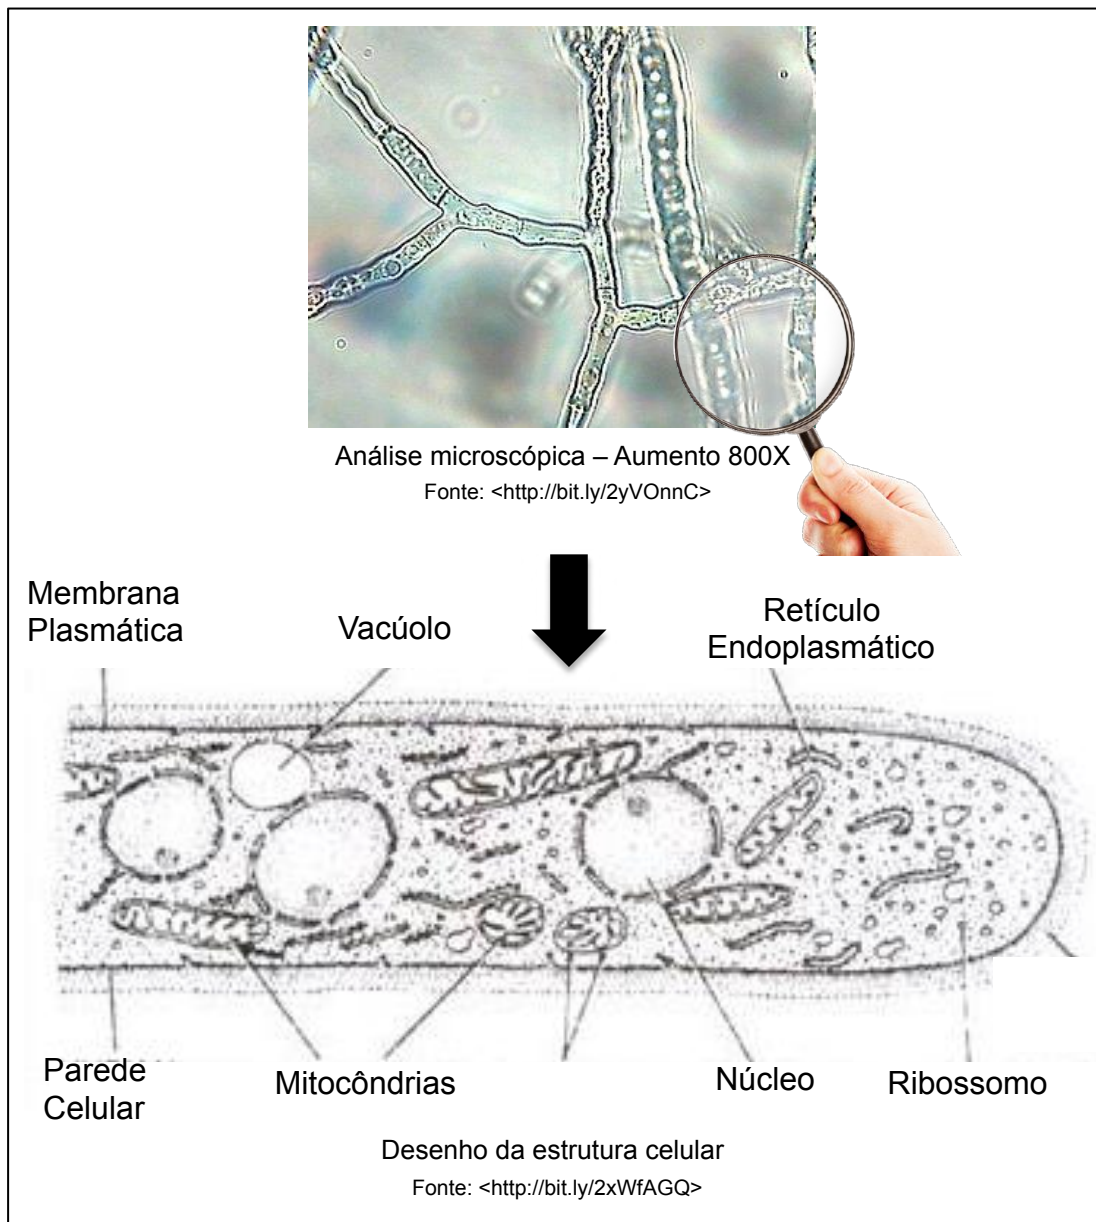 Análise microscópica – Aumento 800X
Fonte: <http://bit.ly/2yVOnnC>
Membrana
Plasmática
Vacúolo
Retículo
Endoplasmático
Parede
Celular
Mitocôndrias
Núcleo
Ribossomo
Desenho da estrutura celular
Fonte: <http://bit.ly/2xWfAGQ>